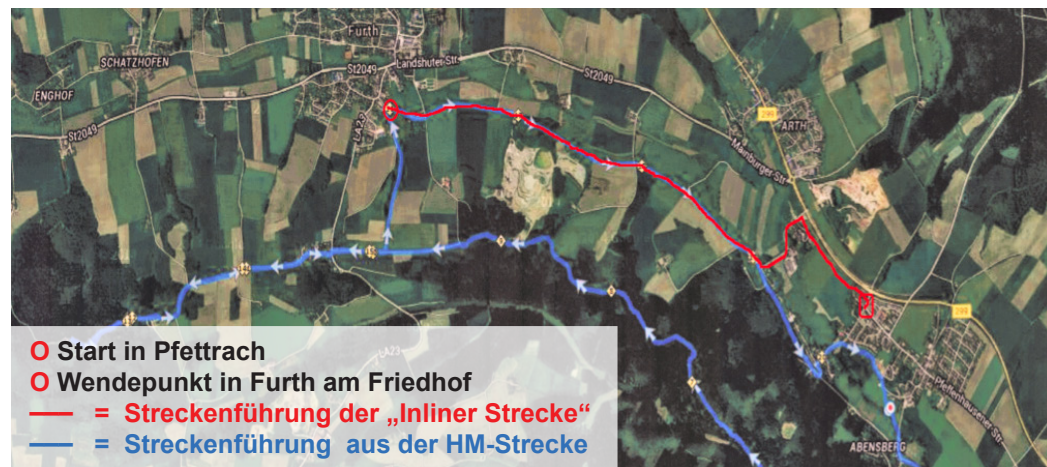 Furth
SCHATZHOFEN
Landshuter Str.
St2049
ENGHOF
St2049
St2049
LA23
299
ARTH
Mainburger-Str.
299
LA23
Pfeffenhausener Str
ABENSBERG
O Start in Pfettrach
O Wendepunkt in Furth am Friedhof
= Streckenführung der „Inliner Strecke“
= Streckenführung aus der HM-Strecke